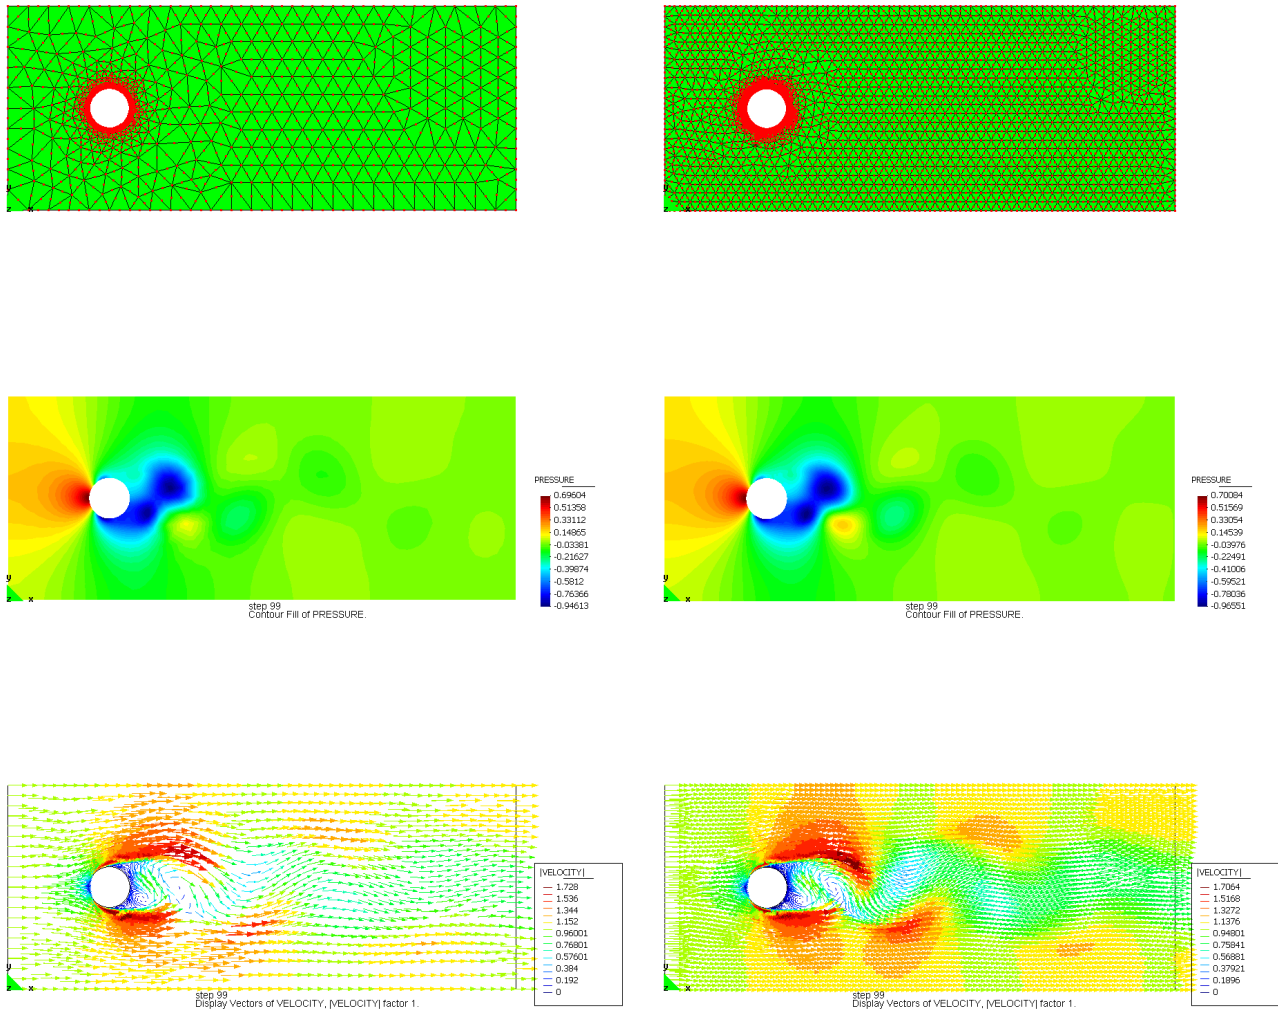 y
z x
y
z x
PRESSURE
0.69604
0.51358
0.33112
0.14865
-0.03381
-0.21627
-0.39874
-0.5812
-0.76366
-0.94613
y
x
step 99
Contour Fill of PRESSURE.
PRESSURE
0.70084
0.51569
0.33054
0.14539
-0.03976
-0.22491
-0.41006
-0.59521
-0.78036
-0.96551
y
x
step 99
Contour Fill of PRESSURE.
|VELOCITY|
1.728
1.536
1.344
1.152
0.96001
0.76801
0.57601
0.384
0.192
0
y
z x
step 99
Display Vectors of VELOCITY, |VELOCITY| factor 1.
|VELOCITY|
1.7064
1.5168
1.3272
1.1376
0.94801
0.75841
0.56881
0.37921
0.1896
0
y
z x
step 99
Display Vectors of VELOCITY, |VELOCITY| factor 1.